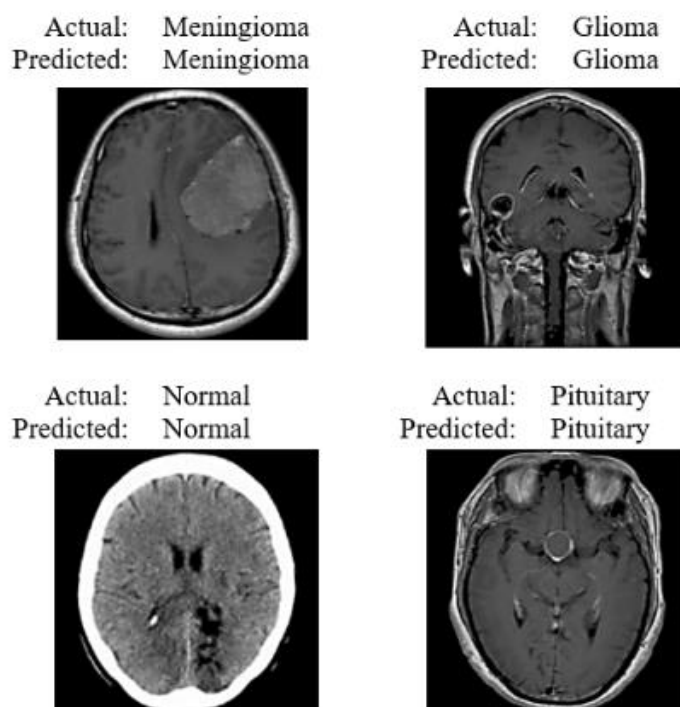 Actual: Meningioma
Predicted: Meningioma
Actual: Glioma
Predicted: Glioma
Actual: Normal
Predicted: Normal
Actual: Pituitary
Predicted: Pituitary